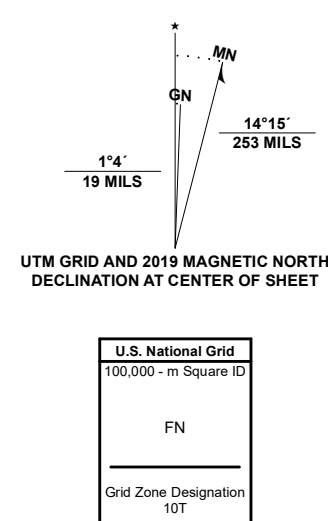 ★
MN
GN
14°15´
253 MILS
1°4´
19 MILS
UTM GRID AND 2019 MAGNETIC NORTH
DECLINATION AT CENTER OF SHEET
U.S. National Grid
100,000 - m Square ID
FN
Grid Zone Designation
10T